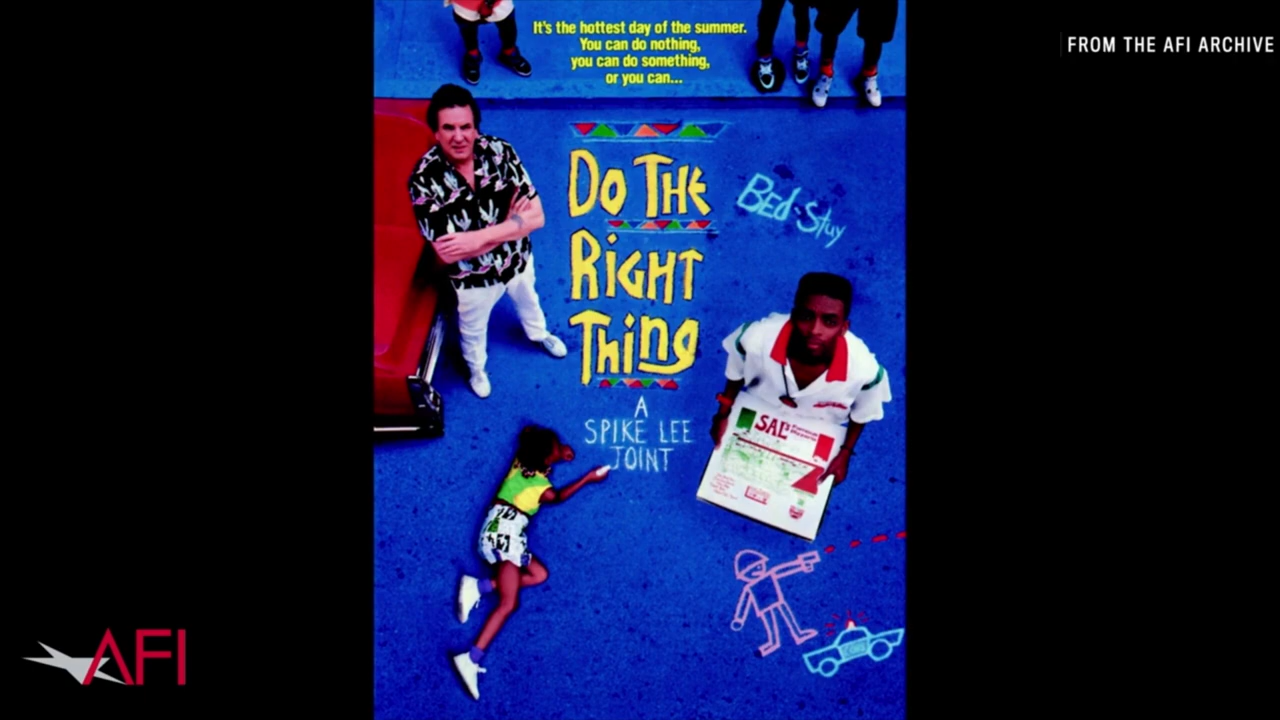 It's the hottest day of the summer.
You can do nothing,
you can do something,
or you can...
FROM THE AFI ARCHIVE
DO THE
RiGHT
Thing
BEd-Stuy
A
SPIKE LEE
JOINT
SAL'S
AFI